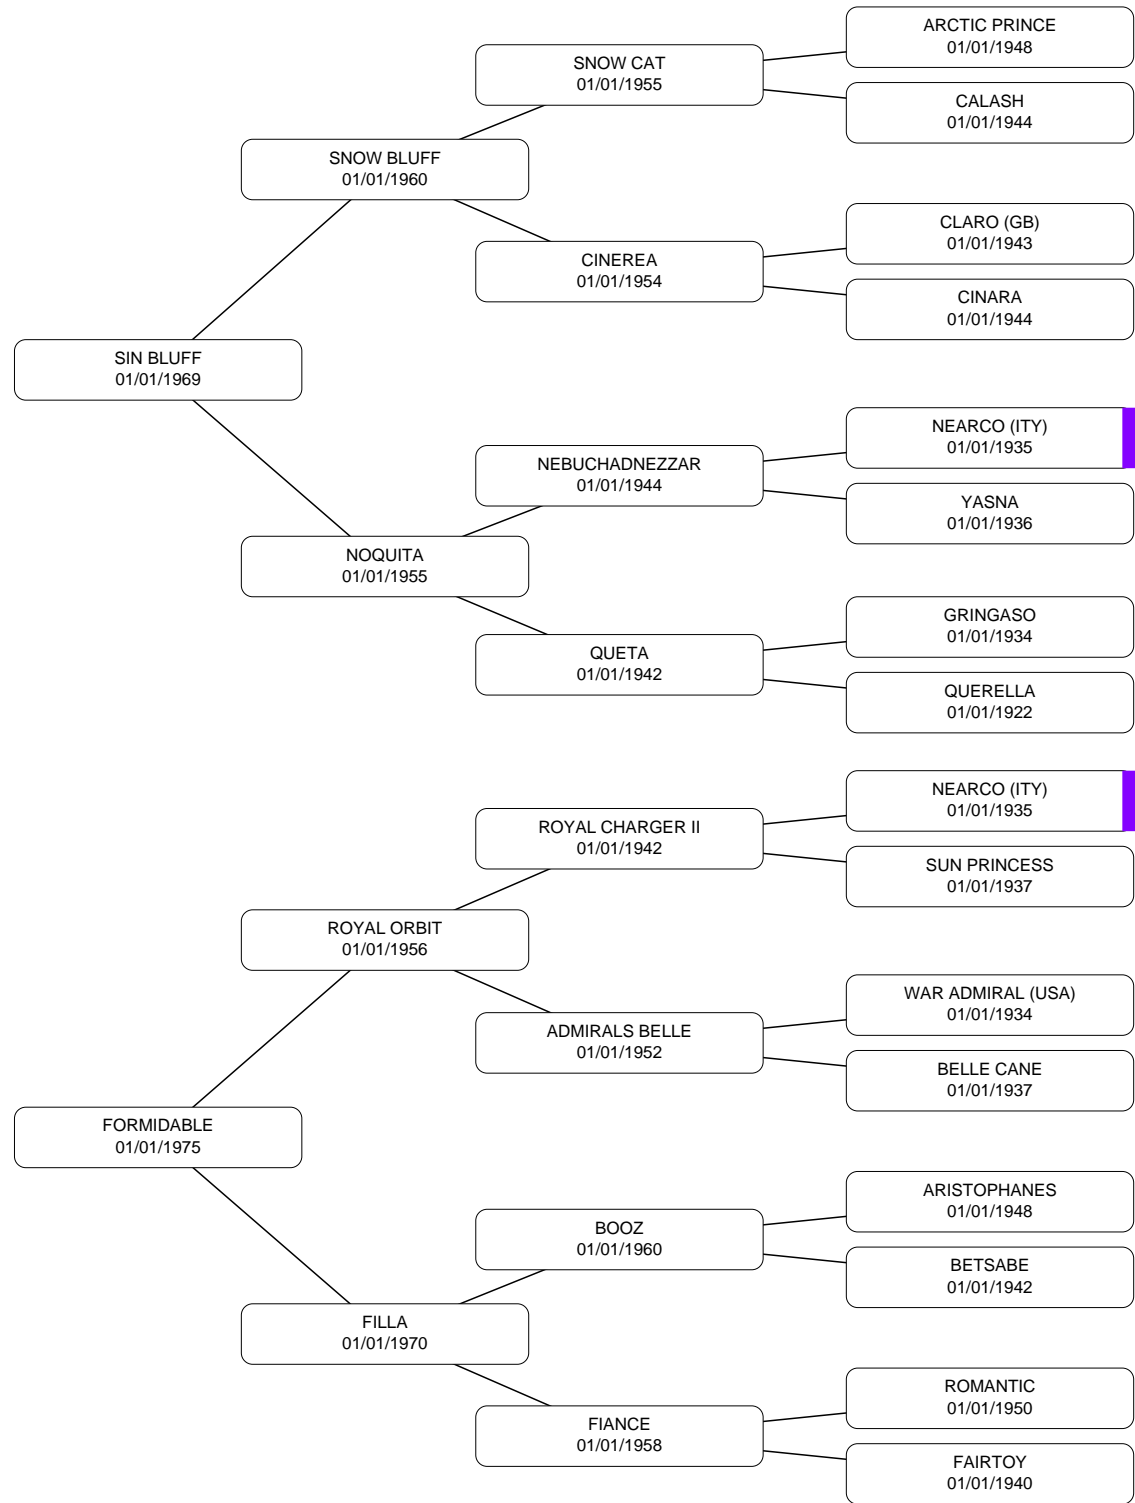 ARCTIC PRINCE
01/01/1948
SNOW CAT
01/01/1955
CALASH
01/01/1944
SNOW BLUFF
01/01/1960
CLARO (GB)
01/01/1943
CINEREA
01/01/1954
CINARA
01/01/1944
SIN BLUFF
01/01/1969
NEARCO (ITY)
01/01/1935
NEBUCHADNEZZAR
01/01/1944
YASNA
01/01/1936
NOQUITA
01/01/1955
GRINGASO
01/01/1934
QUETA
01/01/1942
QUERELLA
01/01/1922
NEARCO (ITY)
01/01/1935
ROYAL CHARGER II
01/01/1942
SUN PRINCESS
01/01/1937
ROYAL ORBIT
01/01/1956
WAR ADMIRAL (USA)
01/01/1934
ADMIRALS BELLE
01/01/1952
BELLE CANE
01/01/1937
FORMIDABLE
01/01/1975
ARISTOPHANES
01/01/1948
BOOZ
01/01/1960
BETSABE
01/01/1942
FILLA
01/01/1970
ROMANTIC
01/01/1950
FIANCE
01/01/1958
FAIRTOY
01/01/1940